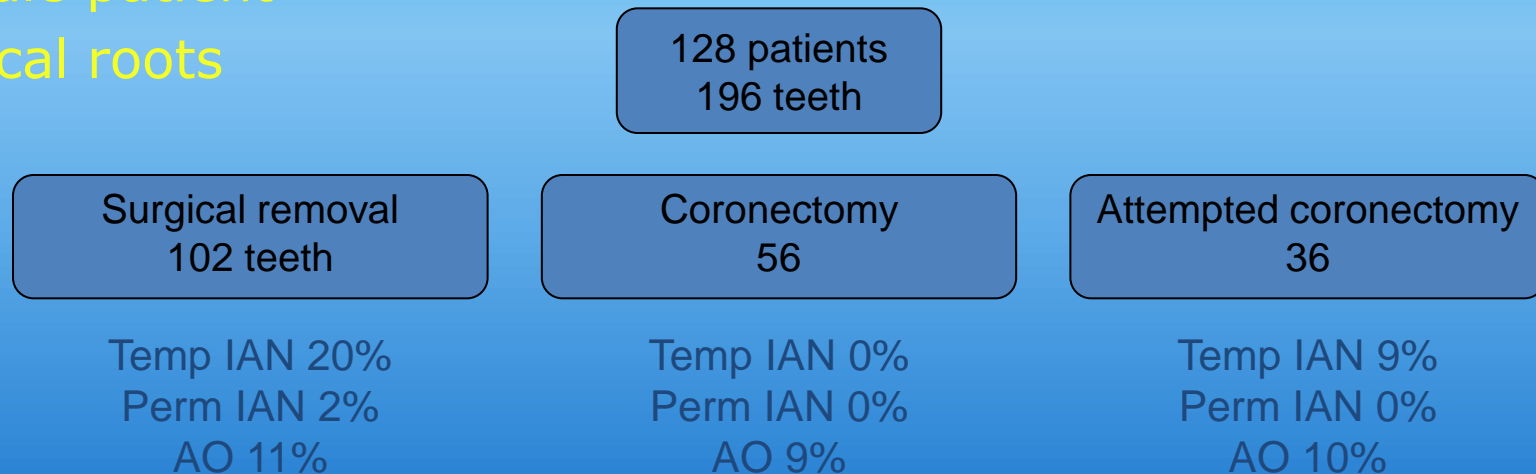 patient
cal roots
128 patients
196 teeth
Surgical removal
102 teeth
Coronectomy
56
Attempted coronectomy
36
Temp IAN 20%
Perm IAN 2%
AO 11%
Temp IAN 0%
Perm IAN 0%
AO 9%
Temp IAN 9%
Perm IAN 0%
AO 10%